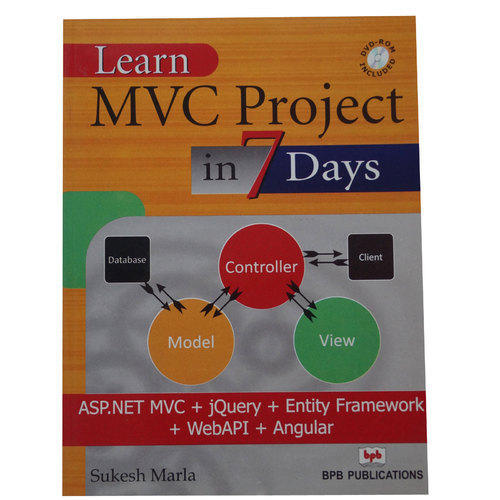 Learn
DVD-ROM
INCLUDED
MVC Project
in 7 Days
Database
Controller
Client
Model
View
ASP.NET MVC + jQuery + Entity Framework
+ WebAPI + Angular
Sukesh Marla
bpb
BPB PUBLICATIONS